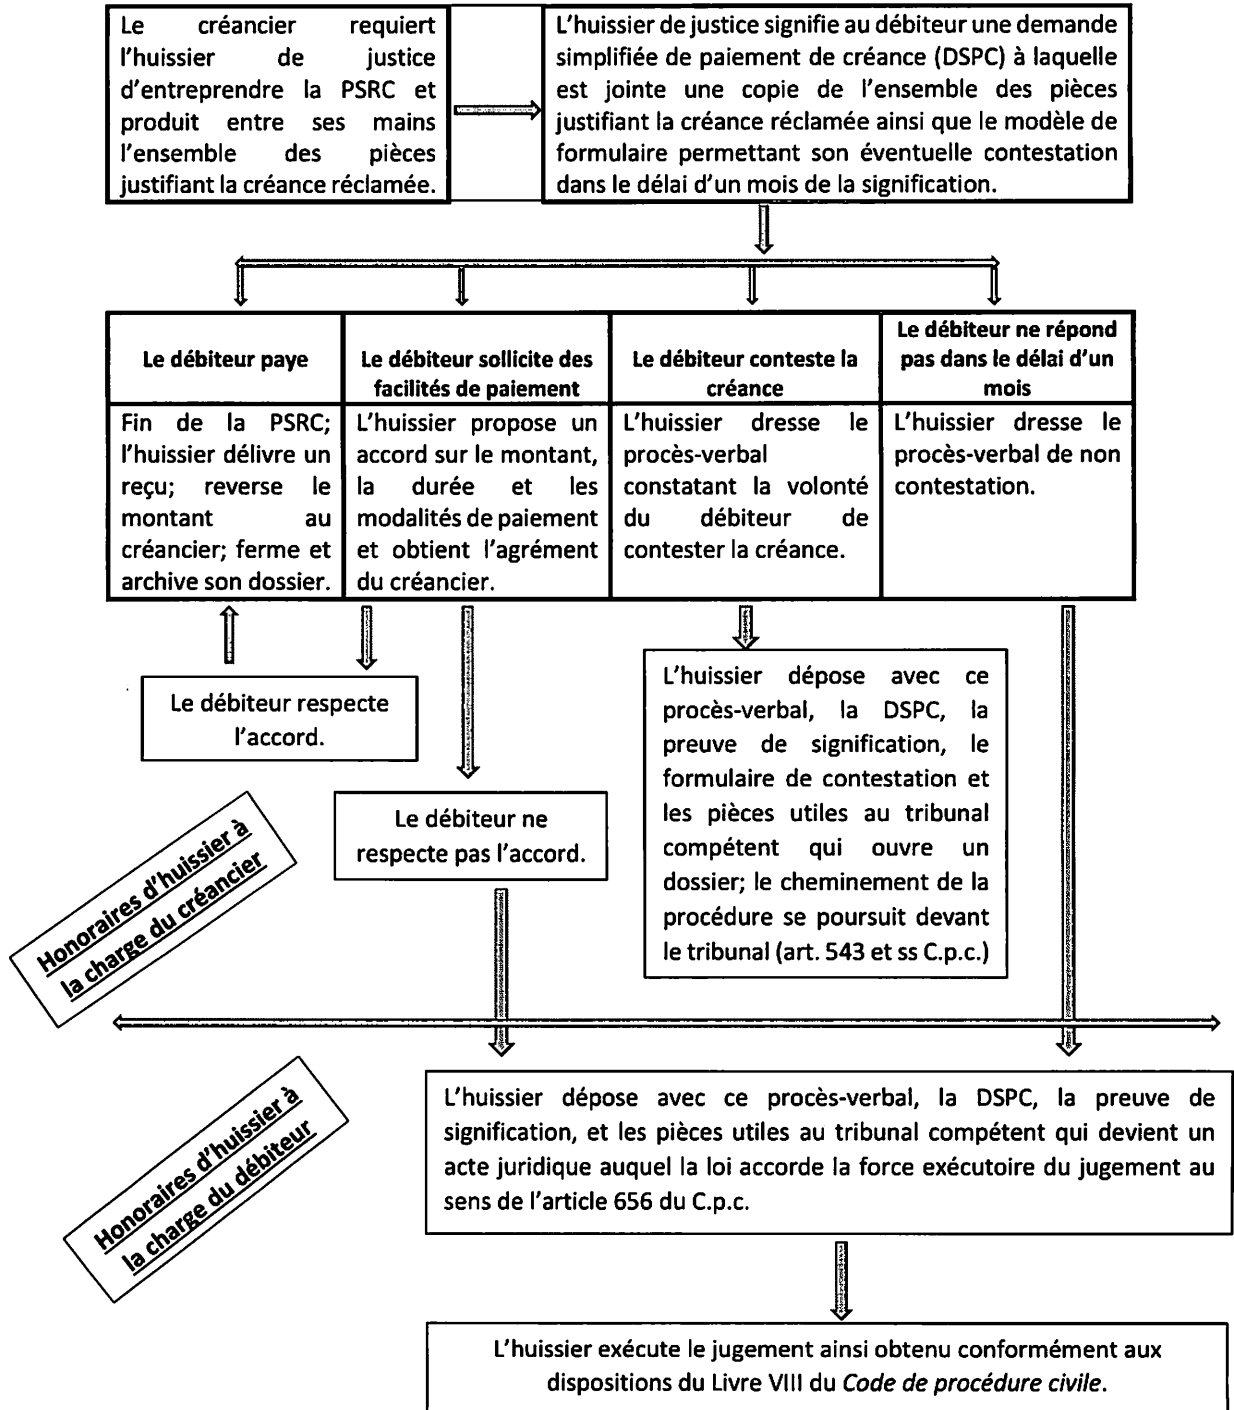 Le créancier requiert
l'huissier de justice
d'entreprendre la PSRC et
produit entre ses mains
l'ensemble des pièces
justifiant la créance réclamée.
L'huissier de justice signifie au débiteur une demande
simplifiée de paiement de créance (DSPC) à laquelle
est jointe une copie de l'ensemble des pièces
justifiant la créance réclamée ainsi que le modèle de
formulaire permettant son éventuelle contestation
dans le délai d'un mois de la signification.
Le débiteur paye
Le débiteur sollicite des
facilités de paiement
Le débiteur conteste la
créance
Le débiteur ne répond
pas dans le délai d'un
mois
Fin de la PSRC;
l'huissier délivre un
reçu; reverse le
montant au
créancier; ferme et
archive son dossier.
L'huissier propose un
accord sur le montant,
la durée et les
modalités de paiement
et obtient l'agrément
du créancier.
L'huissier dresse le
procès-verbal
constatant la volonté
du débiteur de
contester la créance.
L'huissier dresse le
procès-verbal de non
contestation.
Le débiteur respecte
l'accord.
Le débiteur ne
respecte pas l'accord.
L'huissier dépose avec ce
procès-verbal, la DSPC, la
preuve de signification, le
formulaire de contestation et
les pièces utiles au tribunal
compétent qui ouvre un
dossier; le cheminement de la
procédure se poursuit devant
le tribunal (art. 543 et ss C.p.c.)
Honoraires d'huissier à
la charge du créancier
Honoraires d'huissier à
la charge du débiteur
L'huissier dépose avec ce procès-verbal, la DSPC, la preuve de
signification, et les pièces utiles au tribunal compétent qui devient un
acte juridique auquel la loi accorde la force exécutoire du jugement au
sens de l'article 656 du C.p.c.
L'huissier exécute le jugement ainsi obtenu conformément aux
dispositions du Livre VIII du Code de procédure civile.